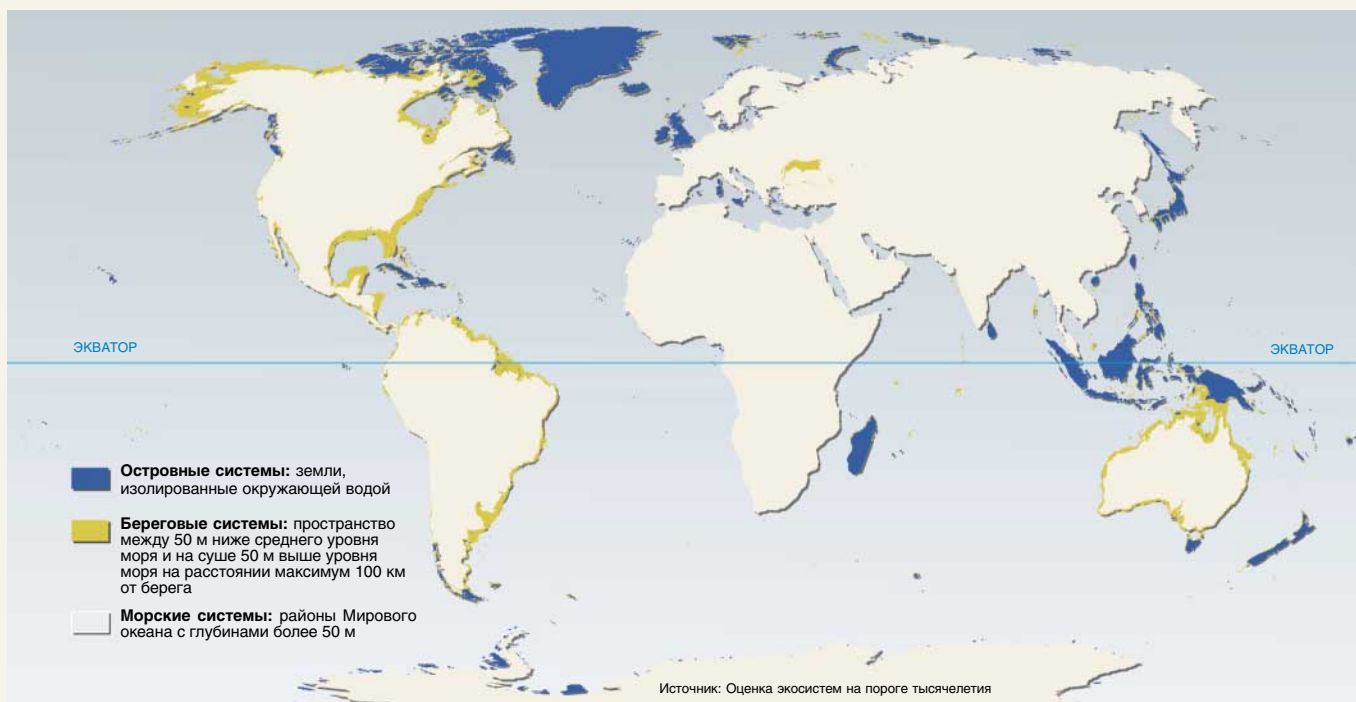 ЭКВАТОР
ЭКВАТОР
Островные системы: земли,
изолированные окружающей водой
Береговые системы: пространство
между 50 м ниже среднего уровня
моря и на суше 50 м выше уровня
моря на расстоянии максимум 100 км
от берега
Морские системы: районы Мирового
океана с глубинами более 50 м
Источник: Оценка экосистем на пороге тысячелетия